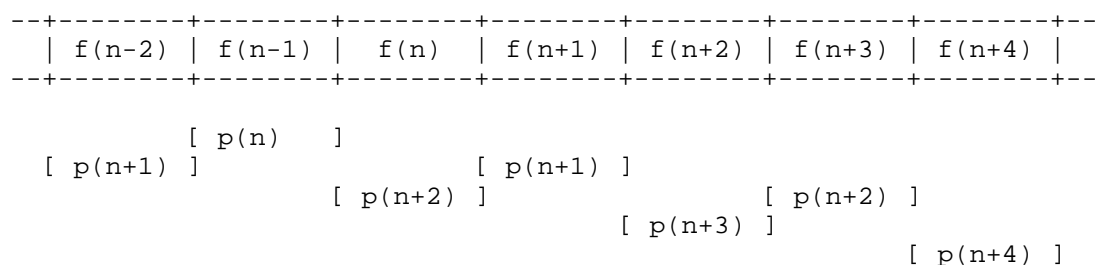 --+--------+--------+--------+--------+--------+--------+--------+--
  | f(n-2) | f(n-1) |  f(n)  | f(n+1) | f(n+2) | f(n+3) | f(n+4) |
--+--------+--------+--------+--------+--------+--------+--------+--
           [ p(n)   ]
  [ p(n+1) ]                 [ p(n+1) ]
                    [ p(n+2) ]                 [ p(n+2) ]
                                      [ p(n+3) ]
                                                        [ p(n+4) ]